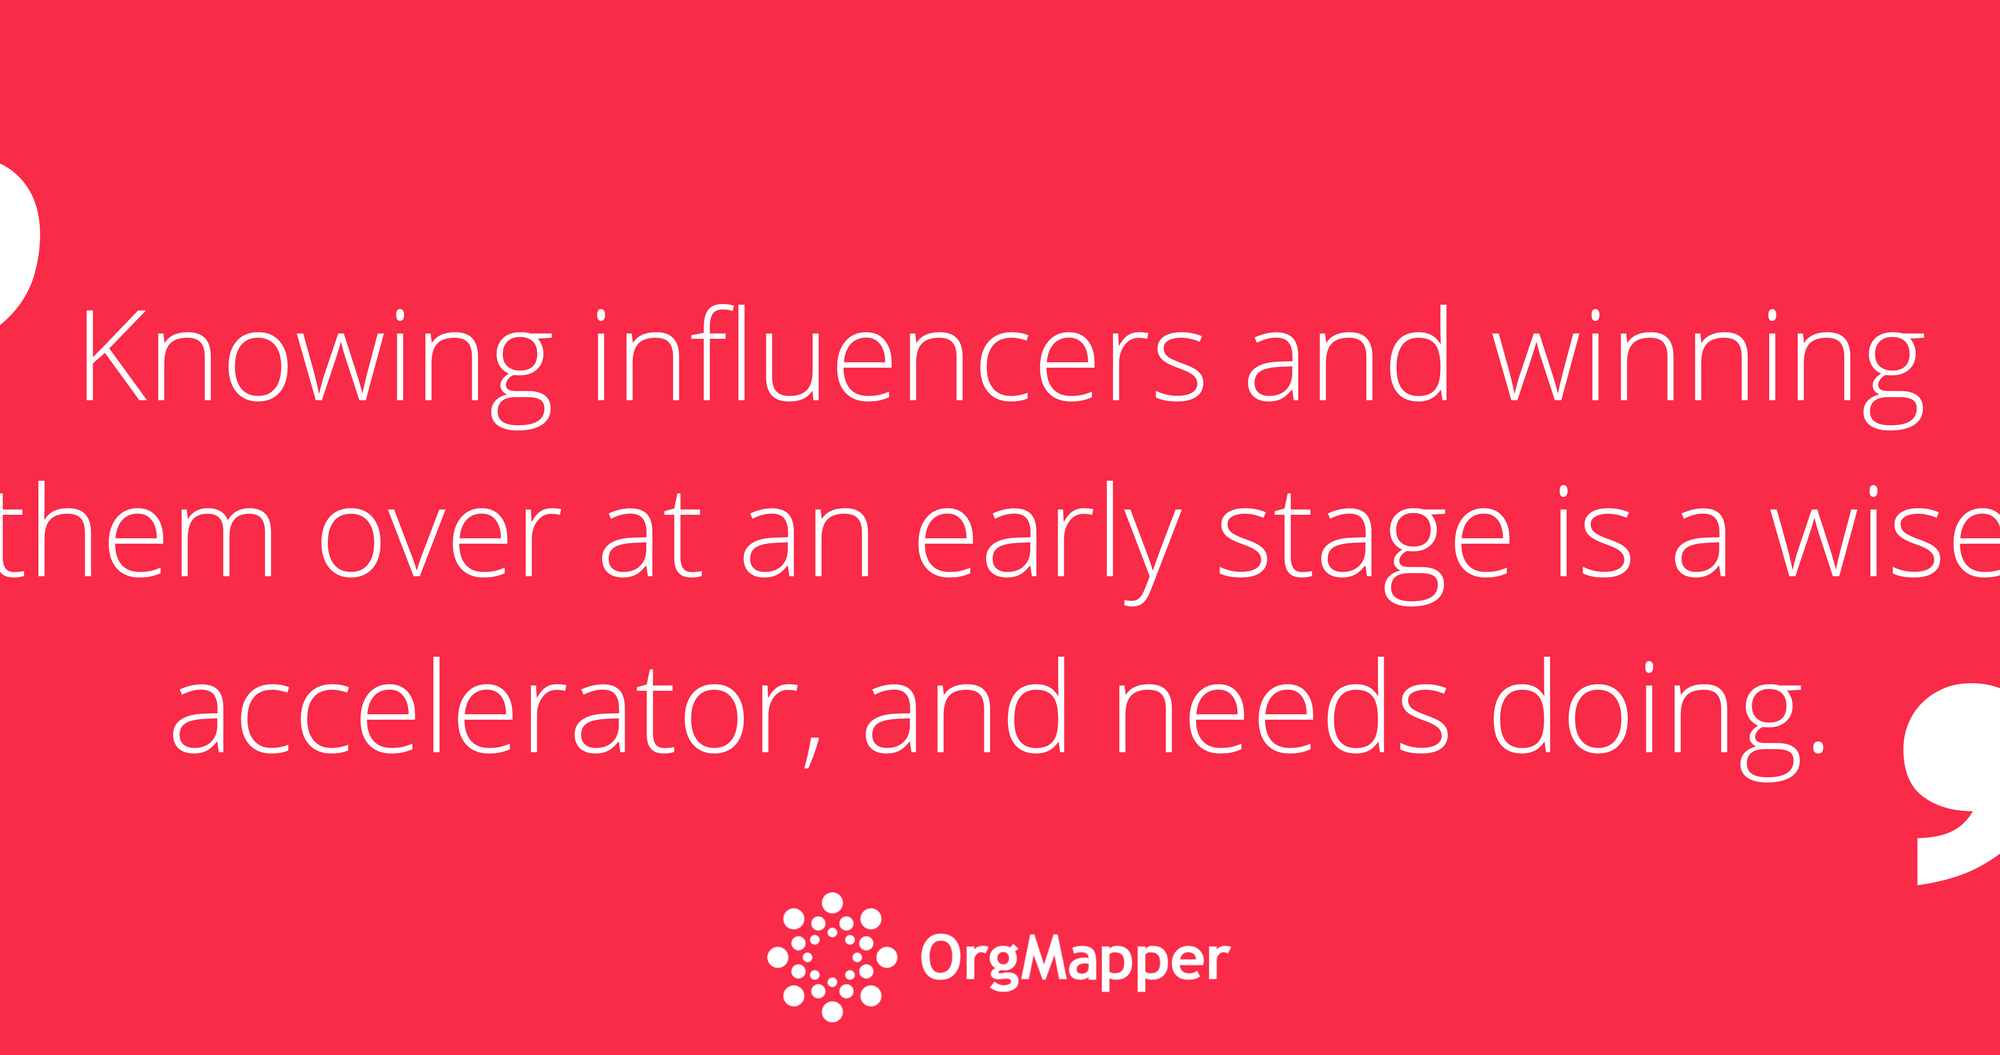 Knowing influencers and winning
them over at an early stage is a wise
accelerator, and needs doing.
OrgMapper